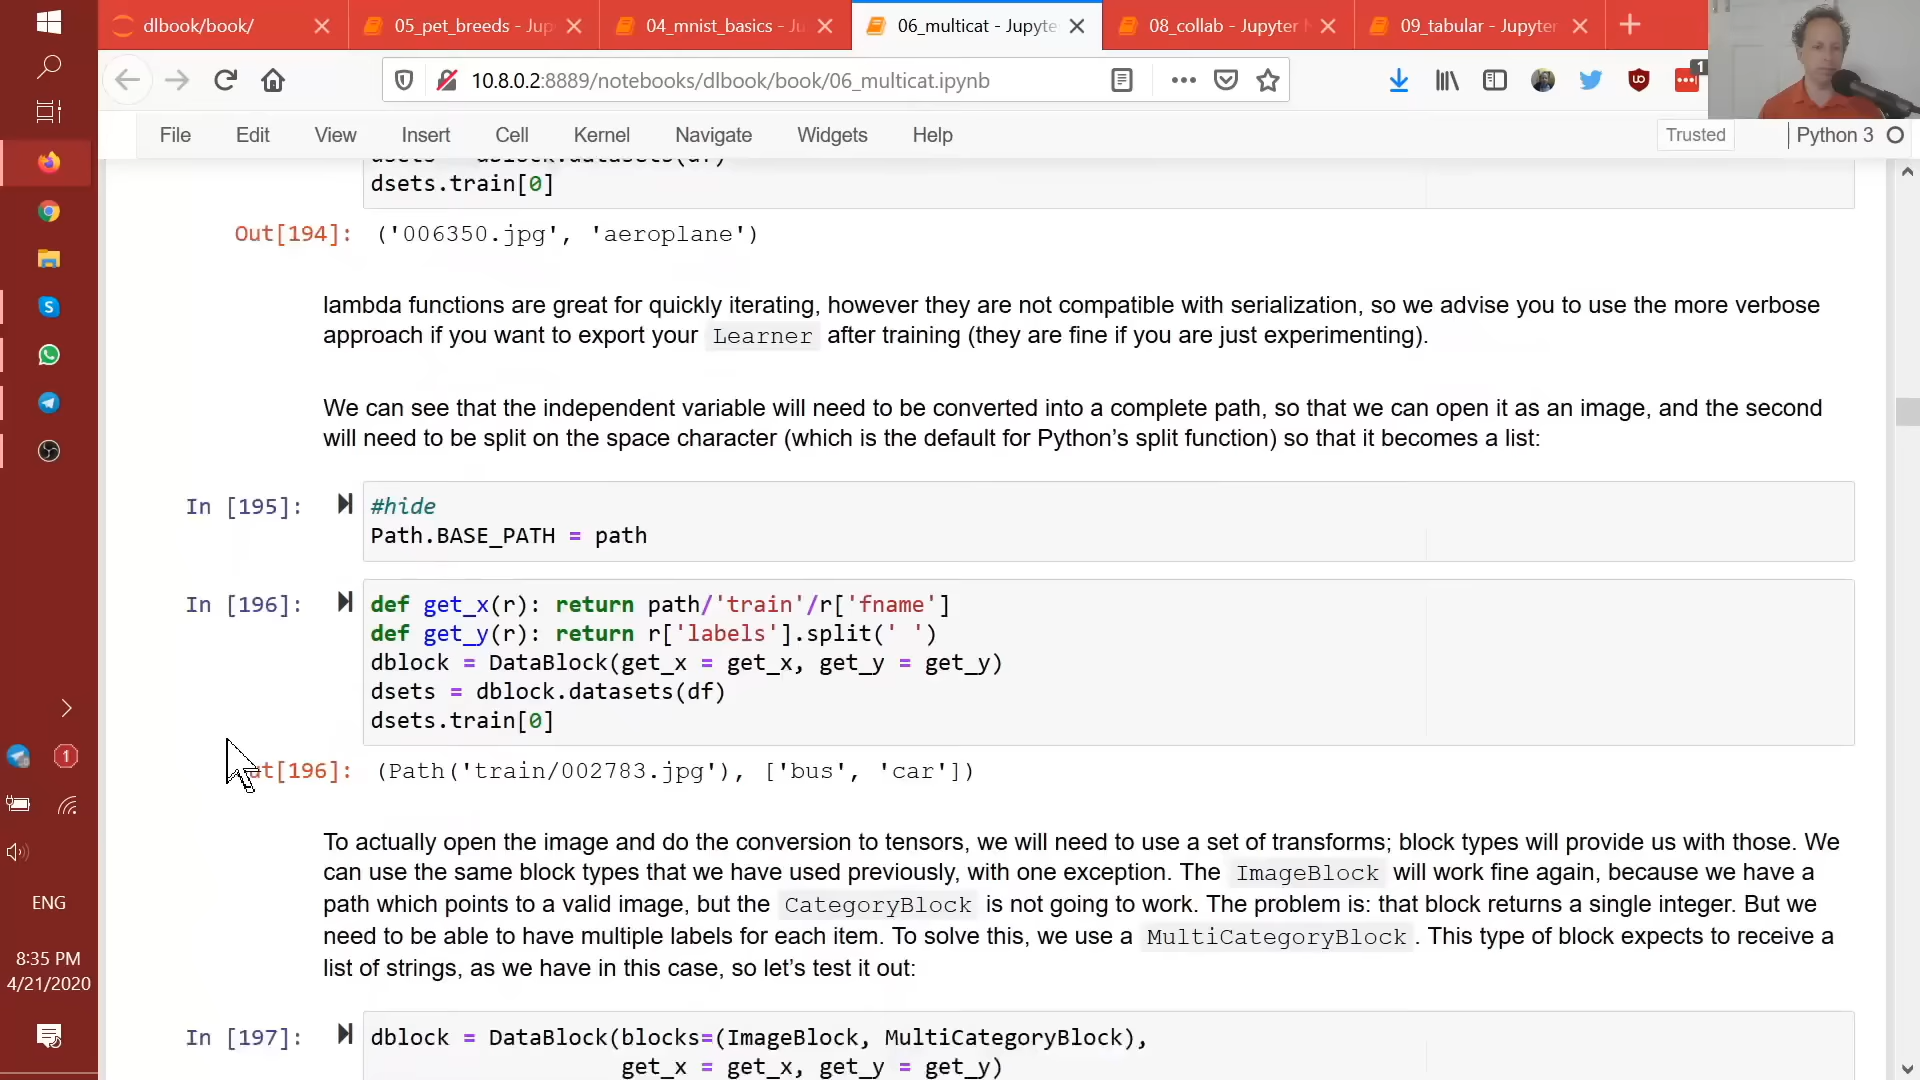 dlbook/book/
05_pet_breeds - Jup
04_mnist_basics - Ju
06_multicat - Jupyte
08_collab - Jupyter
09_tabular - Jupyter
10.8.0.2:8889/notebooks/dlbook/book/06_multicat.ipynb
1
File Edit View Insert Cell Kernel Navigate Widgets Help
Trusted
Python 3
dsets = dblock.datasets(df)
dsets.train[0]
Out[194]: ('006350.jpg', 'aeroplane')
lambda functions are great for quickly iterating, however they are not compatible with serialization, so we advise you to use the more verbose
approach if you want to export your Learner after training (they are fine if you are just experimenting).
We can see that the independent variable will need to be converted into a complete path, so that we can open it as an image, and the second
will need to be split on the space character (which is the default for Python’s split function) so that it becomes a list:
In [195]: #hide
Path.BASE_PATH = path
In [196]: def get_x(r): return path/'train'/r['fname']
def get_y(r): return r['labels'].split(' ')
dblock = DataBlock(get_x = get_x, get_y = get_y)
dsets = dblock.datasets(df)
dsets.train[0]
ut[196]: (Path('train/002783.jpg'), ['bus', 'car'])
To actually open the image and do the conversion to tensors, we will need to use a set of transforms; block types will provide us with those. We
can use the same block types that we have used previously, with one exception. The ImageBlock will work fine again, because we have a
path which points to a valid image, but the CategoryBlock is not going to work. The problem is: that block returns a single integer. But we
need to be able to have multiple labels for each item. To solve this, we use a MultiCategoryBlock . This type of block expects to receive a
list of strings, as we have in this case, so let’s test it out:
In [197]: dblock = DataBlock(blocks=(ImageBlock, MultiCategoryBlock),
get_x = get_x, get_y = get_y)
1
ENG
8:35 PM
4/21/2020